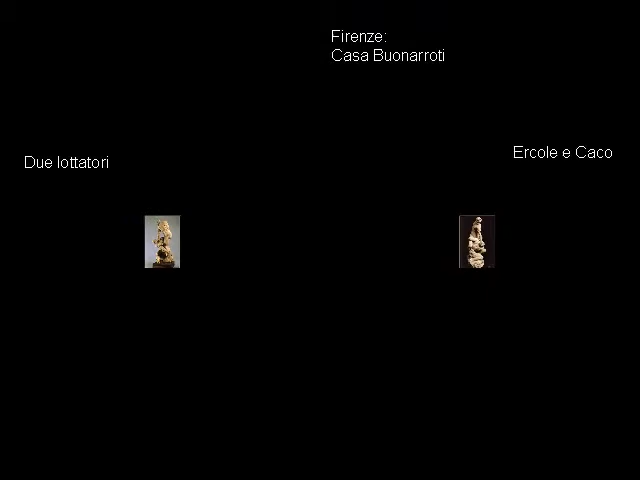 Firenze:
Casa Buonarroti
Due lottatori
Ercole e Caco